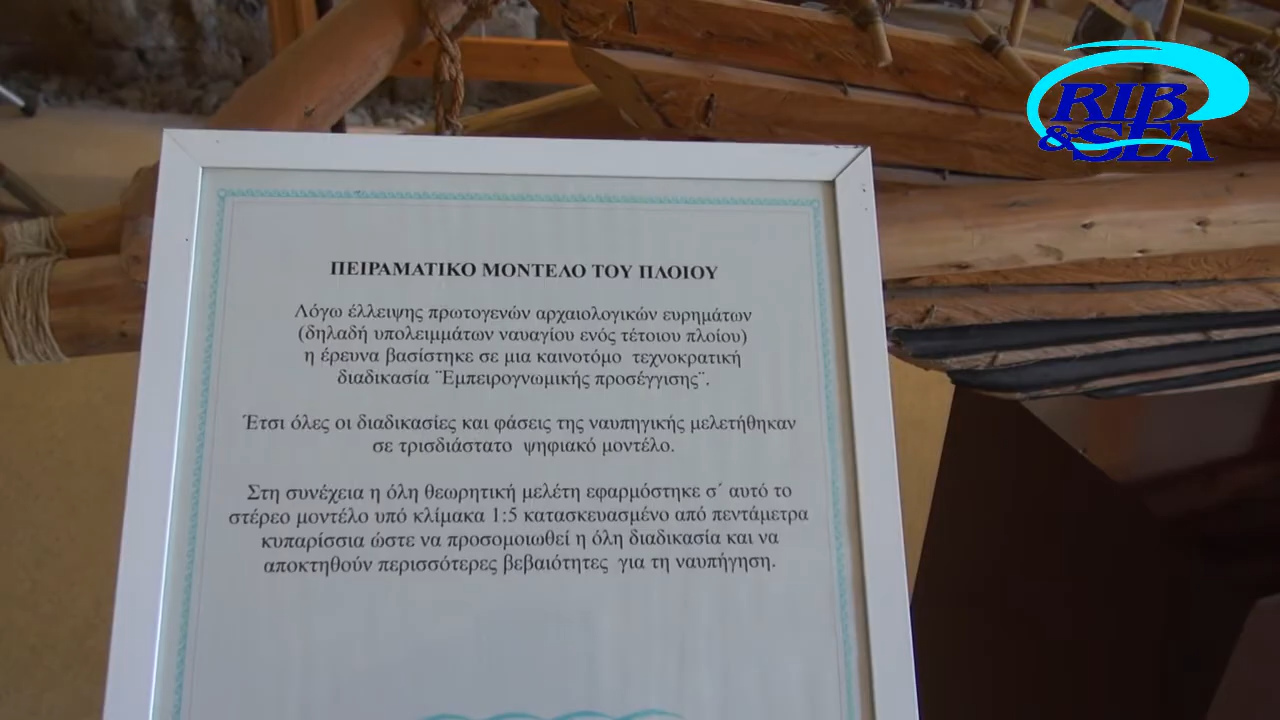 RIB
&SEA
ΠΕΙΡΑΜΑΤΙΚΟ ΜΟΝΤΕΛΟ ΤΟΥ ΠΛΟΙΟΥ
Λόγω έλλειψης πρωτογενών αρχαιολογικών ευρημάτων
(δηλαδή υπολειμμάτων ναυαγίου ενός τέτοιου πλοίου)
η έρευνα βασίστηκε σε μια καινοτόμο τεχνοκρατική
διαδικασία ¨Εμπειρογνωμικής προσέγγισης¨.
Έτσι όλες οι διαδικασίες και φάσεις της ναυπηγικής μελετήθηκαν
σε τρισδιάστατο ψηφιακό μοντέλο.
Στη συνέχεια η όλη θεωρητική μελέτη εφαρμόστηκε σ΄ αυτό το
στέρεο μοντέλο υπό κλίμακα 1:5 κατασκευασμένο από πεντάμετρα
κυπαρίσσια ώστε να προσομοιωθεί η όλη διαδικασία και να
αποκτηθούν περισσότερες βεβαιότητες για τη ναυπήγηση.